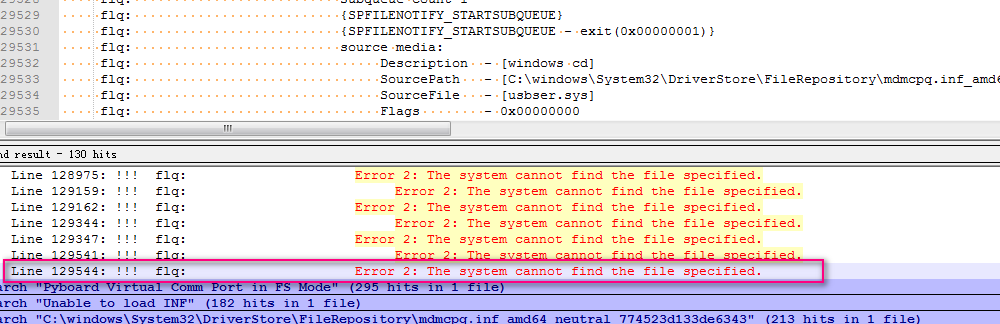 flq: Subqueue count 1
29529 flq: {SPFILENOTIFY_STARTSUBQUEUE}
29530 flq: {SPFILENOTIFY_STARTSUBQUEUE - exit(0x00000001)}
29531 flq: source media:
29532 flq: Description - [windows cd]
29533 flq: SourcePath - [C:\windows\System32\DriverStore\FileRepository\mdmcpq.inf_amd6
29534 flq: SourceFile - [usbser.sys]
29535 flq: Flags - 0x00000000
nd result - 130 hits
Line 128975: !!! flq: Error 2: The system cannot find the file specified.
Line 129159: !!! flq: Error 2: The system cannot find the file specified.
Line 129162: !!! flq: Error 2: The system cannot find the file specified.
Line 129344: !!! flq: Error 2: The system cannot find the file specified.
Line 129347: !!! flq: Error 2: The system cannot find the file specified.
Line 129541: !!! flq: Error 2: The system cannot find the file specified.
Line 129544: !!! flq: Error 2: The system cannot find the file specified.
arch "Pyboard Virtual Comm Port in FS Mode" (295 hits in 1 file)
arch "Unable to load INF" (182 hits in 1 file)
arch "C:\windows\System32\DriverStore\FileRepository\mdmcpq.inf_amd64_neutral_774523d133de6343" (213 hits in 1 file)